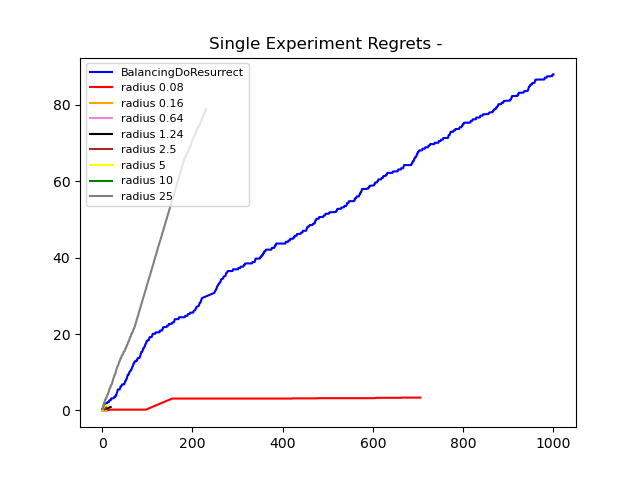 Single Experiment Regrets -
BalancingDoResurrect
radius 0.08
radius 0.16
radius 0.64
radius 1.24
radius 2.5
radius 5
radius 10
radius 25
80
60
40
20
0
0 200 400 600 800 1000